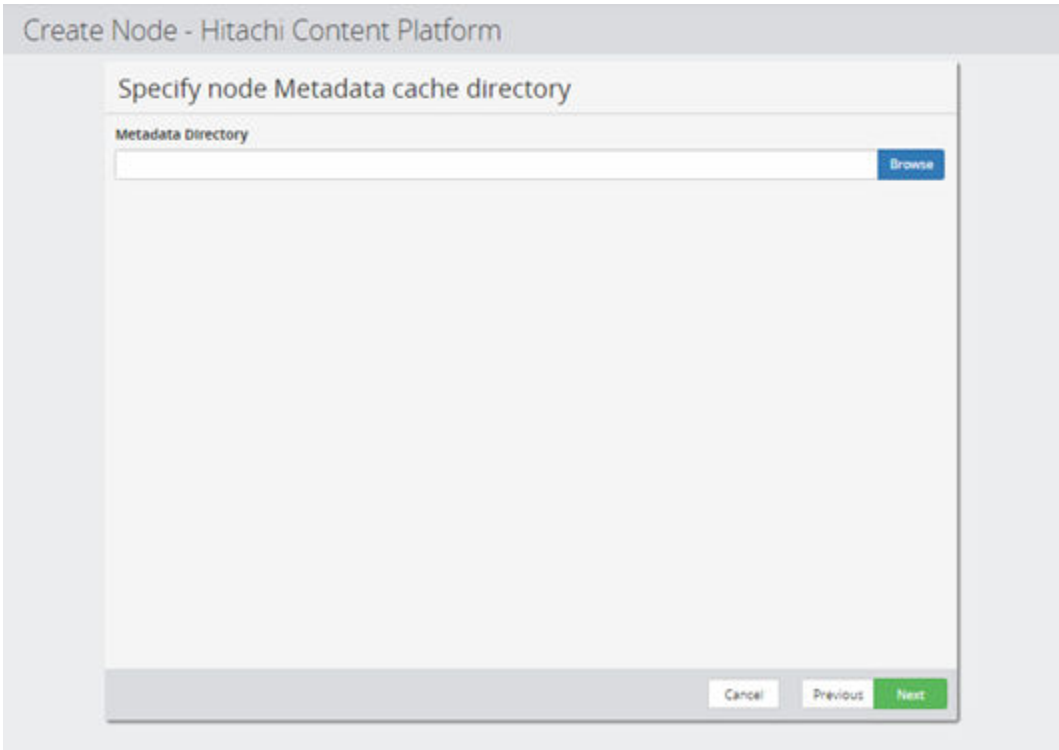 Create Node - Hitachi Content Platform
Specify node Metadata cache directory
Metadata Directory
Browse
Cancel
Previous
Next